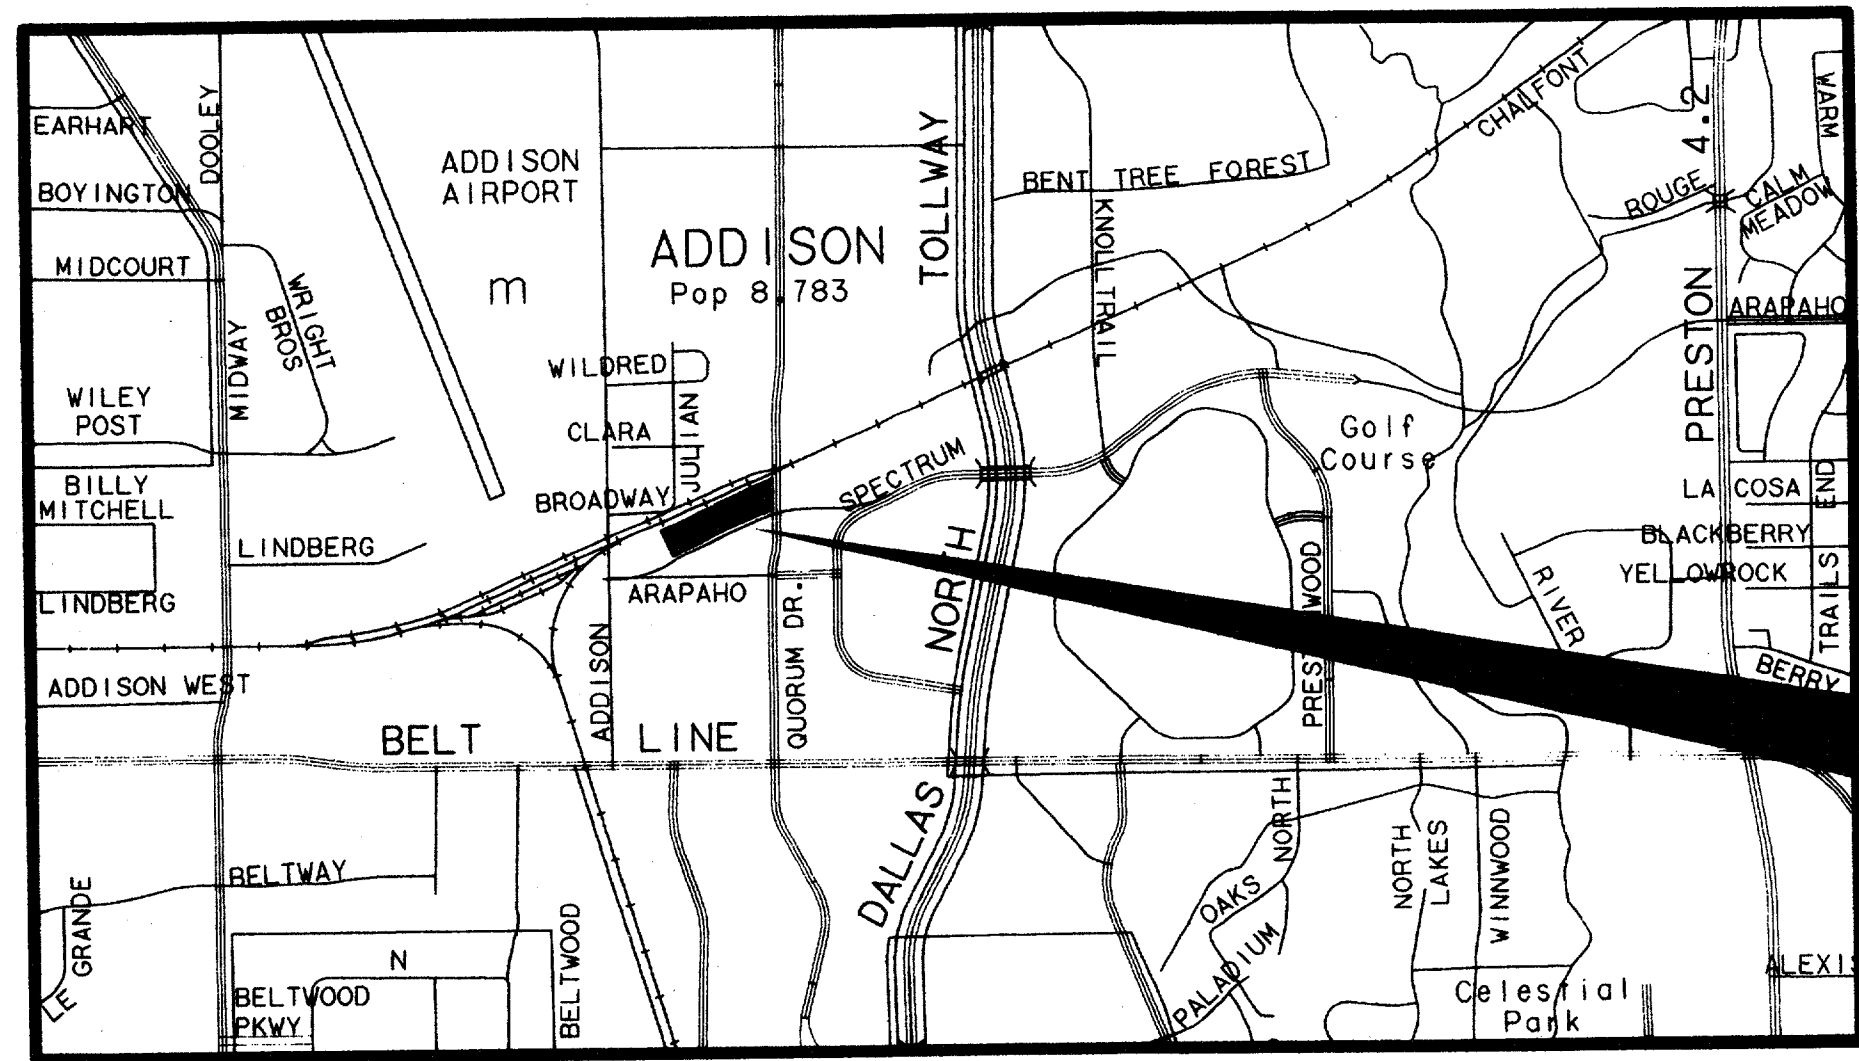 EARHART
DOOLEY
BOYINGTON
MIDCOURT
WRIGHT
BROS
MIDWAY
WILEY
POST
BILLY
MITCHELL
LINDBERG
LINDBERG
ADDISON WEST
ADDISON
AIRPORT
m
ADDISON
Pop 8,783
WILDRED
CLARA
JULIAN
BROADWAY
ARAPAHO
ADDISON
QUORUM DR.
SPECTRUM
TOLLWAY
NORTH
DALLAS
BELT LINE
BENT TREE FOREST
KNOLLTRAIL
CHALFONT
ROUGE
4.2
WARM
CALM
MEADOW
PRESTON
ARAPAHO
Golf
Course
LA COSA
TRAILS END
BLACKBERRY
YELLOWROCK
RIVER
BERRY
PRESTWOOD
BELTWAY
LE GRANDE
N
BELTWOOD
PKWY
BELTWOOD
OAKS NORTH
PALADIUM
NORTH
LAKES
WINNWOOD
Celestial
Park
ALEXIS